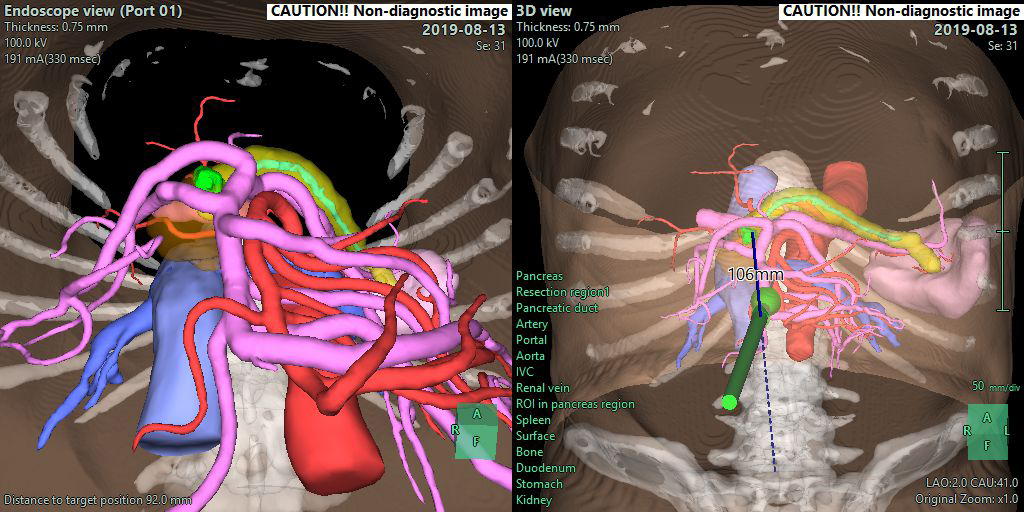 Endoscope view (Port 01)
CAUTION!! Non-diagnostic image
Thickness: 0.75 mm
2019-08-13
100.0 kV
Se: 31
191 mA(330 msec)
A
R
F
Distance to target position 92.0 mm
3D view
CAUTION!! Non-diagnostic image
Thickness: 0.75 mm
2019-08-13
100.0 kV
Se: 31
191 mA(330 msec)
106mm
Pancreas
Resection region1
Pancreatic duct
Artery
Portal
Aorta
IVC
Renal vein
ROI in pancreas region
Spleen
Surface
Bone
Duodenum
Stomach
Kidney
50 mm/div
A
R L
F
LAO:2.0 CAU:41.0
Original Zoom: x1.0